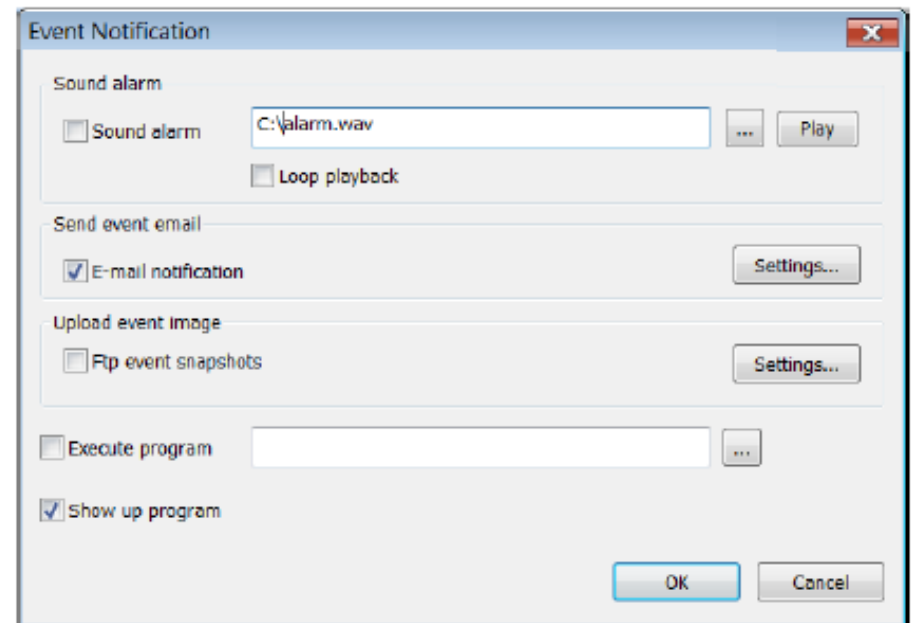 Event Notification
Sound alarm
Sound alarm C:\alarm.wav ... Play
Loop playback
Send event email
E-mail notification Settings...
Upload event image
Ftp event snapshots Settings...
Execute program ...
Show up program
OK Cancel